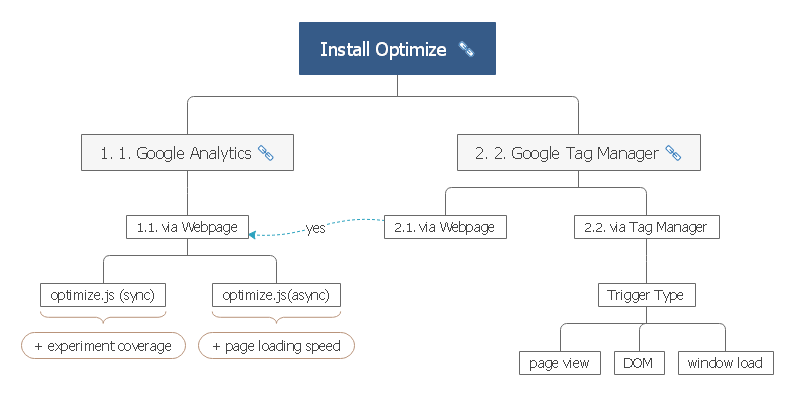 Install Optimize
1. 1. Google Analytics
2. 2. Google Tag Manager
1.1. via Webpage
yes
2.1. via Webpage
2.2. via Tag Manager
optimize.js (sync)
optimize.js(async)
Trigger Type
+ experiment coverage
+ page loading speed
page view
DOM
window load